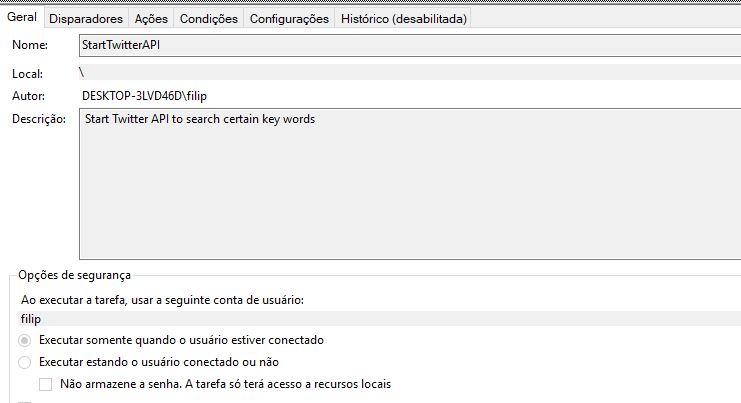 Geral Disparadores Ações Condições Configurações Histórico (desabilitada)
Nome: StartTwitterAPI
Local: \
Autor: DESKTOP-3LVD46D\filip
Descrição: Start Twitter API to search certain key words
Opções de segurança
Ao executar a tarefa, usar a seguinte conta de usuário:
filip
Executar somente quando o usuário estiver conectado
Executar estando o usuário conectado ou não
Não armazene a senha. A tarefa só terá acesso a recursos locais